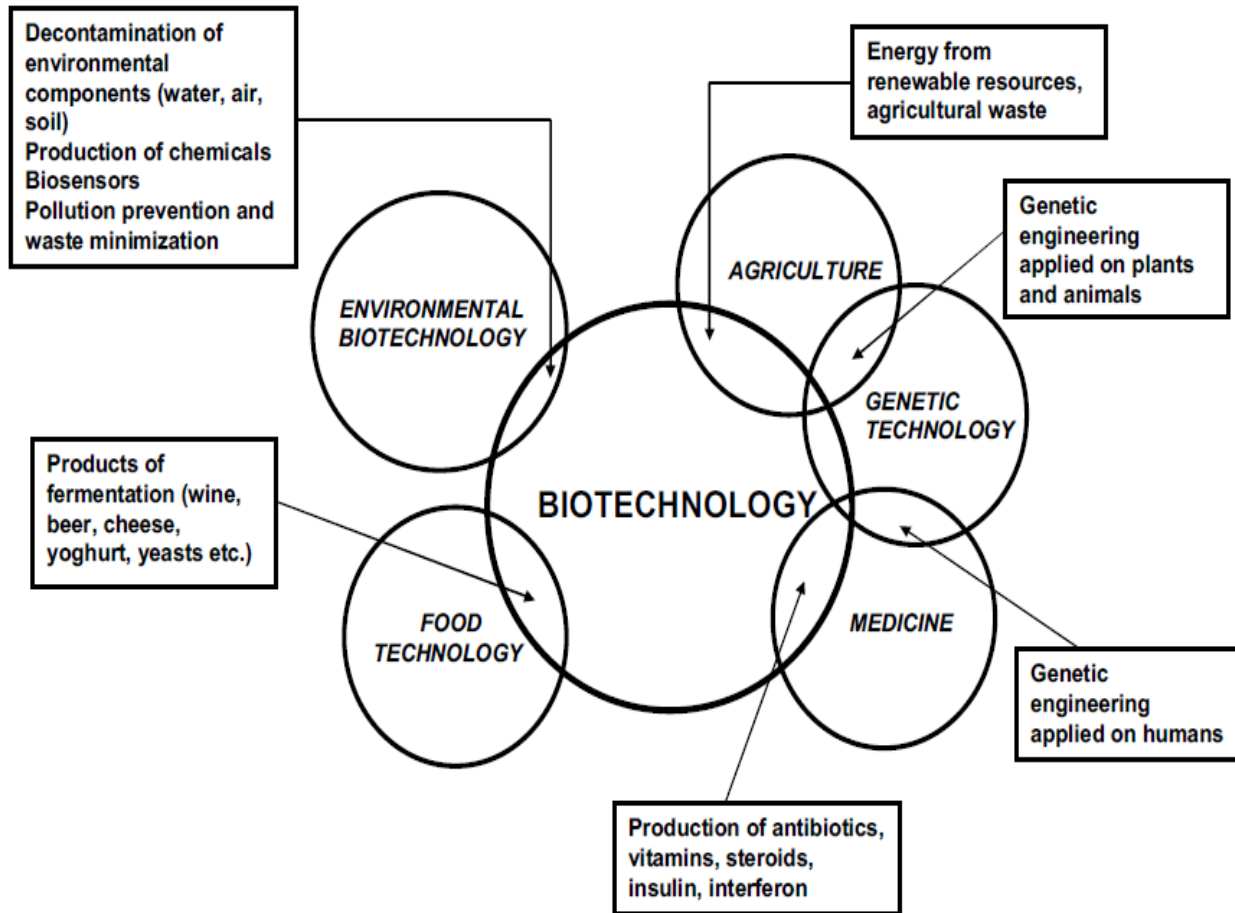 Decontamination of
environmental
components (water, air,
soil)
Production of chemicals
Biosensors
Pollution prevention and
waste minimization
Energy from
renewable resources,
agricultural waste
Genetic
engineering
applied on plants
and animals
AGRICULTURE
ENVIRONMENTAL
BIOTECHNOLOGY
GENETIC
TECHNOLOGY
Products of
fermentation (wine,
beer, cheese,
yoghurt, yeasts etc.)
BIOTECHNOLOGY
FOOD
TECHNOLOGY
MEDICINE
Genetic
engineering
applied on humans
Production of antibiotics,
vitamins, steroids,
insulin, interferon